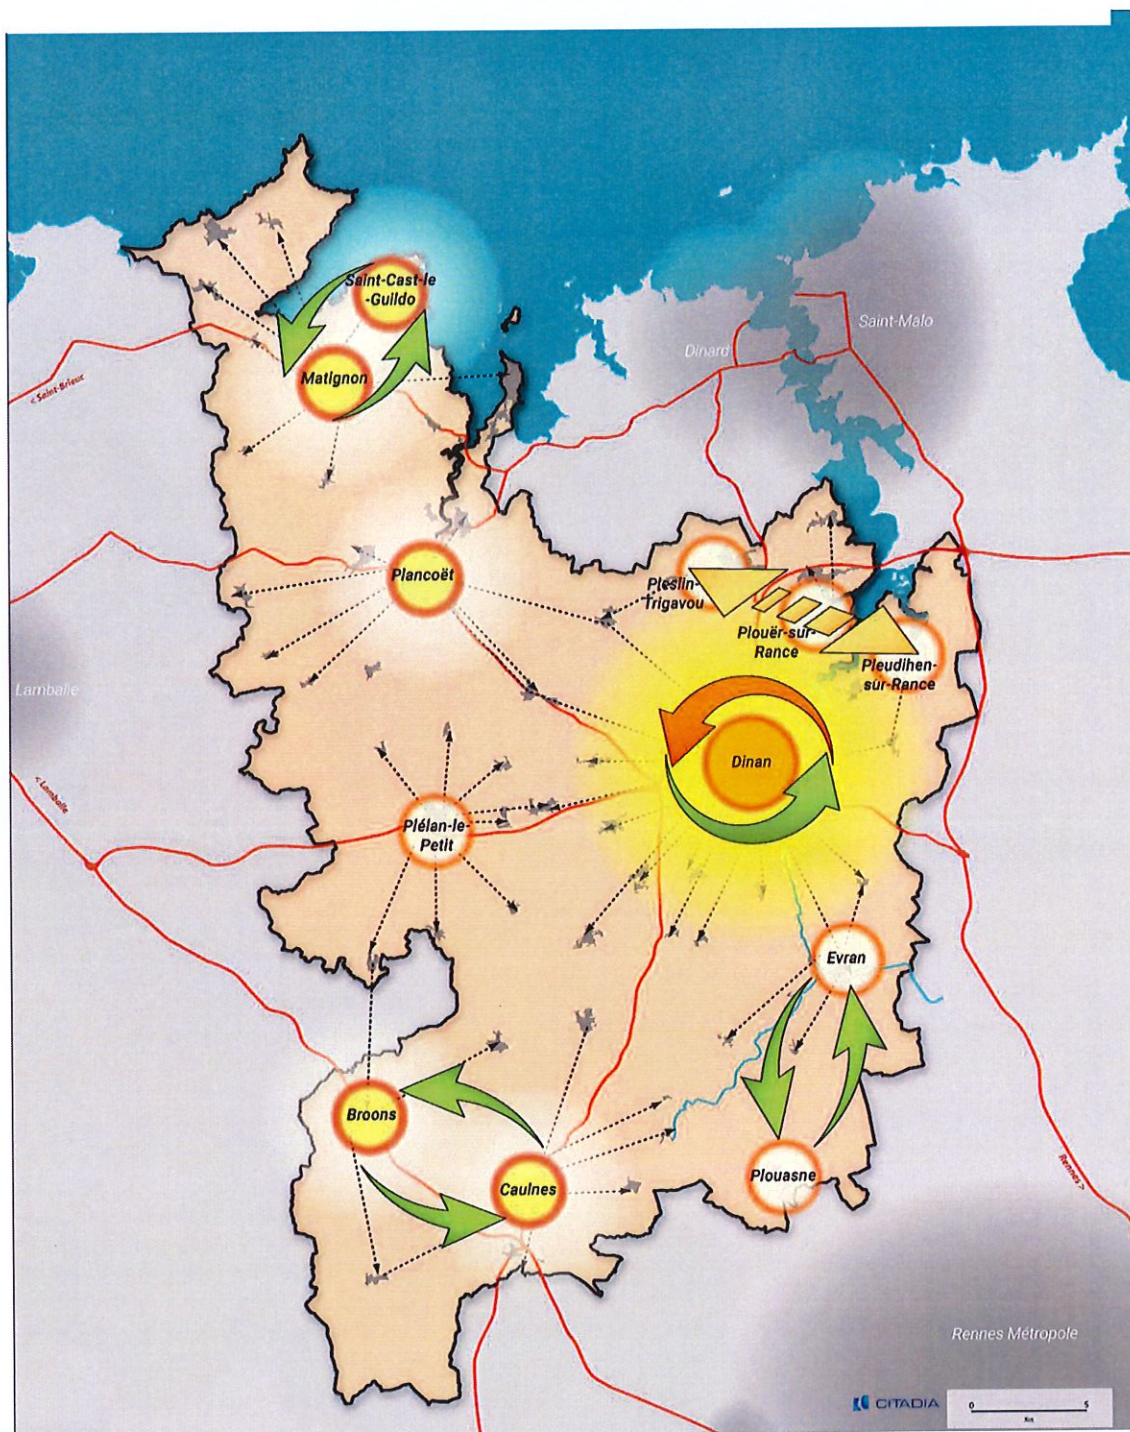 Saint-Cast-le
-Guildo
Saint-Malo
Dinard
Matignon
< Saint-Brieuc
Plancoët
Pleslin-
Trigavou
Plouër-sur-
Rance
Pleudihen-
sur-Rance
Lamballe
Dinan
< Lamballe
Plélan-le-
Petit
Evran
Broons
Plouasne
Rennes >
Caulnes
Rennes Métropole
CITADIA
0 5
Km